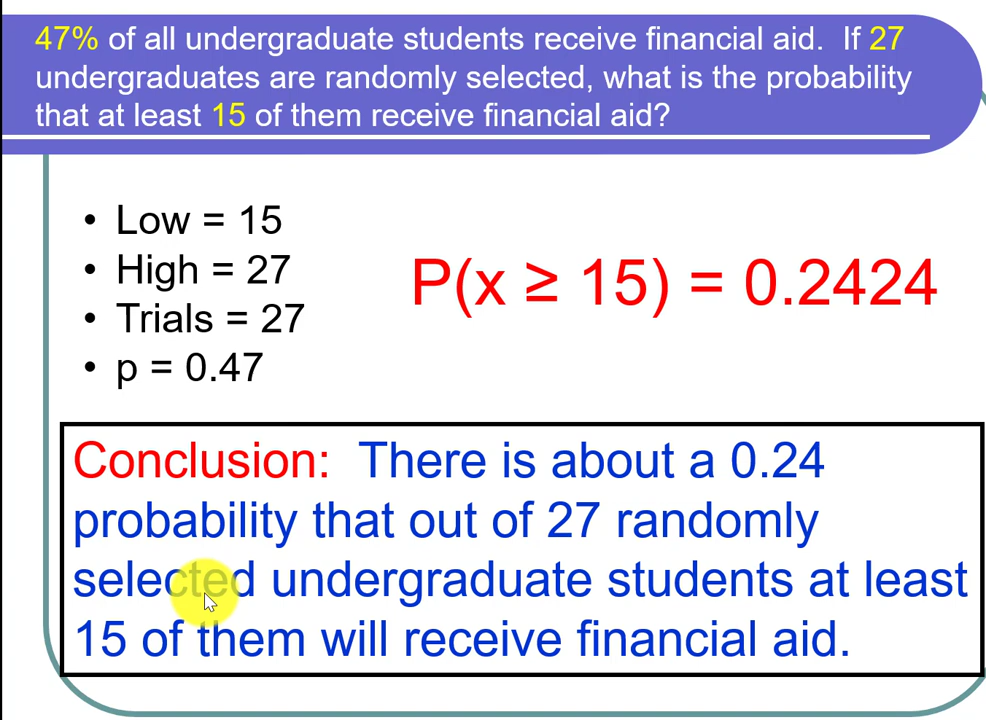 47% of all undergraduate students receive financial aid. If 27
undergraduates are randomly selected, what is the probability
that at least 15 of them receive financial aid?
• Low = 15
• High = 27
• Trials = 27
• p = 0.47
P(x ≥ 15) = 0.2424
Conclusion: There is about a 0.24
probability that out of 27 randomly
selected undergraduate students at least
15 of them will receive financial aid.